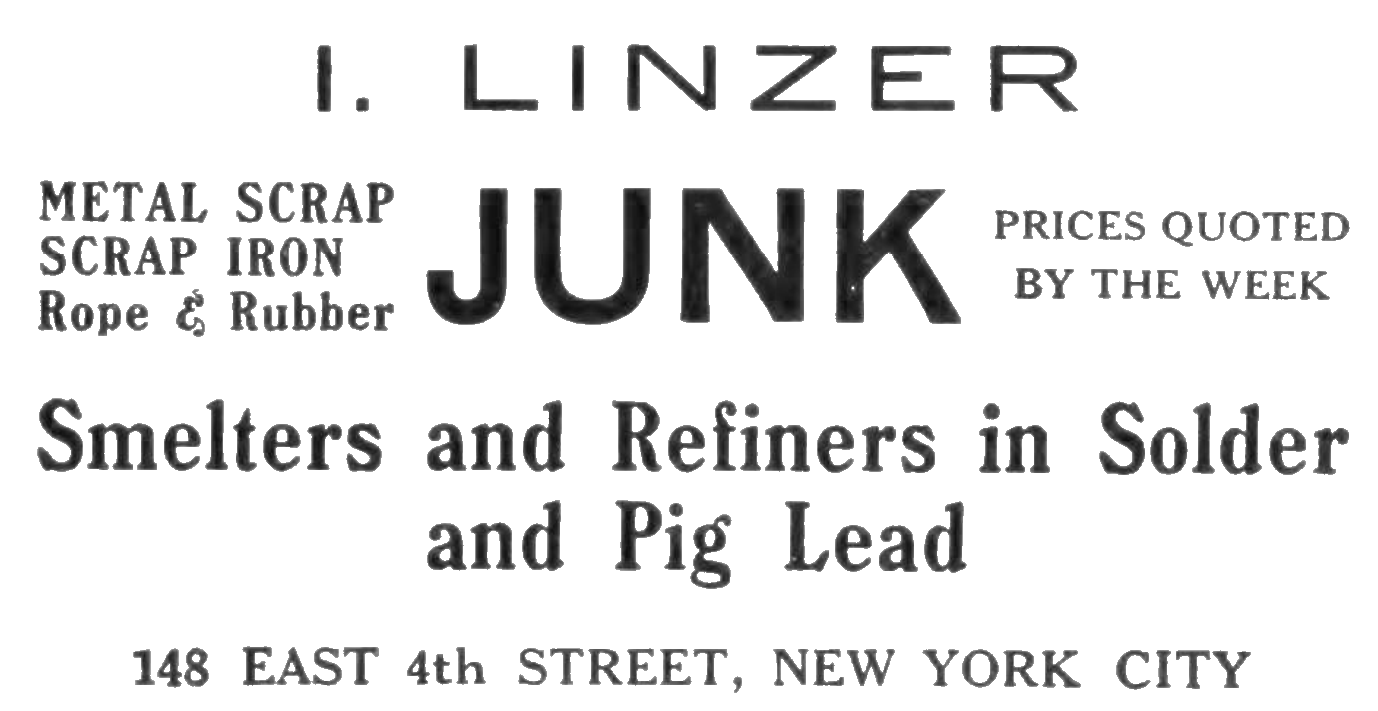 I. LINZER
METAL SCRAP
SCRAP IRON
Rope & Rubber
JUNK
PRICES QUOTED
BY THE WEEK
Smelters and Refiners in Solder
and Pig Lead
148 EAST 4th STREET, NEW YORK CITY